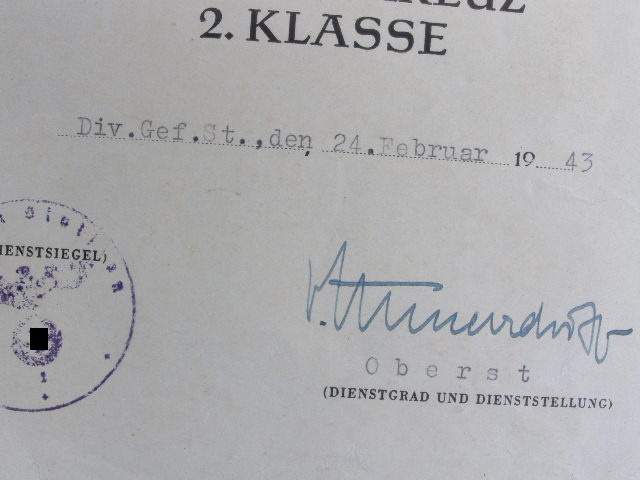 2. KLASSE
Div.Gef.St.,den, 24.Februar 19 43
DIENSTSIEGEL)
Oberst
(DIENSTGRAD UND DIENSTSTELLUNG)